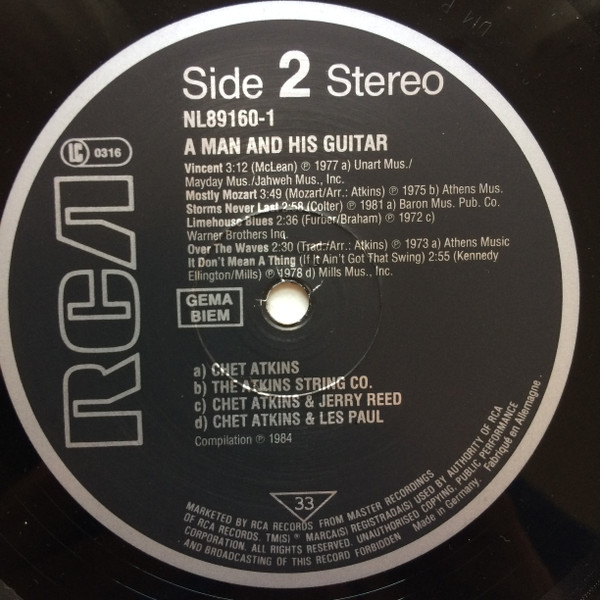 Side 2 Stereo
NL89160-1
A MAN AND HIS GUITAR
LC 0316
Vincent 3:12 (McLean) ℗ 1977 a) Unart Mus./
Mayday Mus./Jahweh Mus., Inc.
Mostly Mozart 3:49 (Mozart/Arr.: Atkins) ℗ 1975 b) Athens Mus.
Storms Never Last 2:58 (Colter) ℗ 1981 a) Baron Mus. Pub. Co.
Limehouse Blues 2:36 (Furber/Braham) ℗ 1972 c)
Warner Brothers Inc.
Over The Waves 2:30 (Trad./Arr.: Atkins) ℗ 1973 a) Athens Music
It Don't Mean A Thing (If It Ain't Got That Swing) 2:55 (Kennedy
Ellington/Mills) ℗ 1978 d) Mills Mus., Inc.
RCA
GEMA
BIEM
a) CHET ATKINS
b) THE ATKINS STRING CO.
c) CHET ATKINS & JERRY REED
d) CHET ATKINS & LES PAUL
Compilation ℗ 1984
33
MARKETED BY RCA RECORDS FROM MASTER RECORDINGS
OF RCA RECORDS. TM(S) ® MARCA(S) REGISTRADA(S) USED BY AUTHORITY OF RCA
CORPORATION. ALL RIGHTS RESERVED. UNAUTHORISED COPYING, PUBLIC PERFORMANCE
AND BROADCASTING OF THIS RECORD FORBIDDEN Made in Germany. Fabriqué en Allemagne.